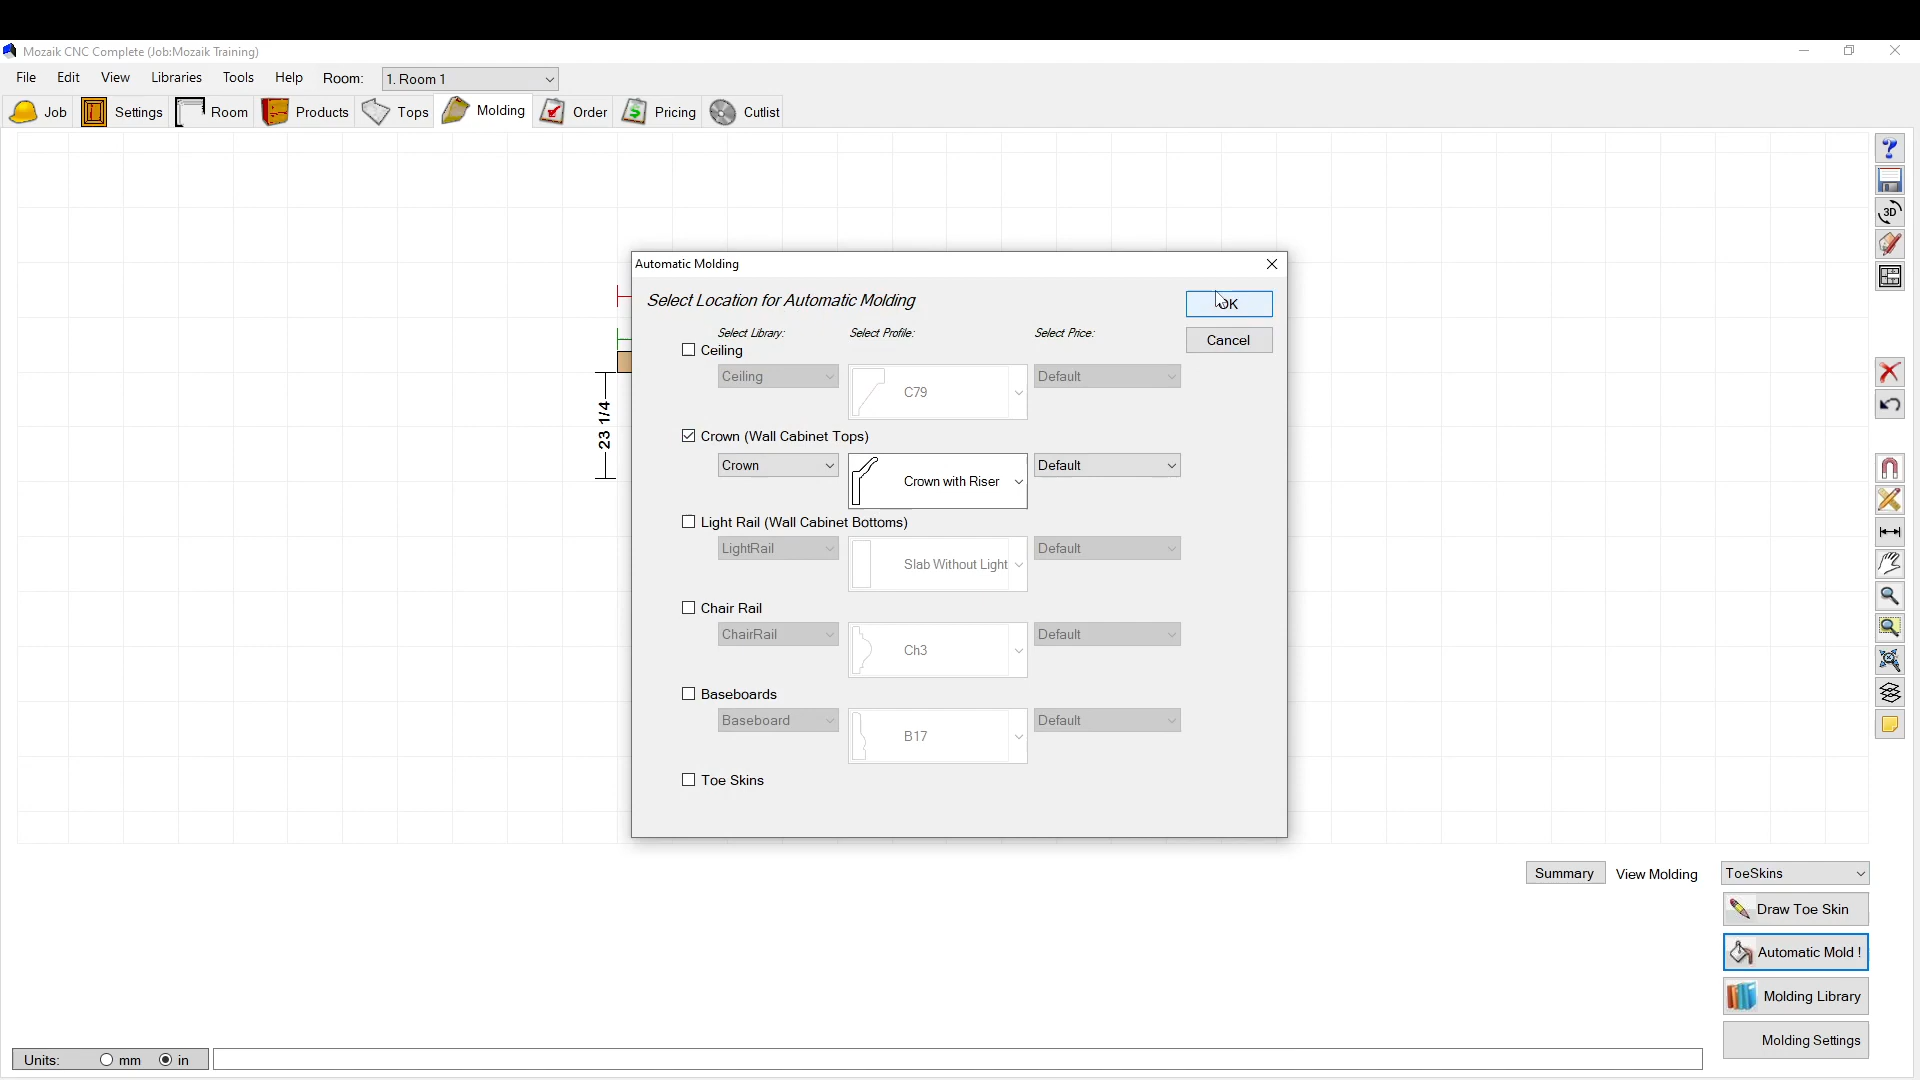 Mozaik CNC Complete (Job:Mozaik Training)
File Edit View Libraries Tools Help Room: 1. Room 1
Job Settings Room Products Tops Molding Order Pricing Cutlist
3D
Automatic Molding
Select Location for Automatic Molding
OK
Select Library: Select Profile: Select Price:
Cancel
Ceiling
Ceiling C79 Default
23 1/4
Crown (Wall Cabinet Tops)
Crown Crown with Riser Default
Light Rail (Wall Cabinet Bottoms)
LightRail Slab Without Light Default
Chair Rail
ChairRail Ch3 Default
Baseboards
Baseboard B17 Default
Toe Skins
Summary View Molding ToeSkins
Draw Toe Skin
Automatic Mold !
Molding Library
Molding Settings
Units: mm in